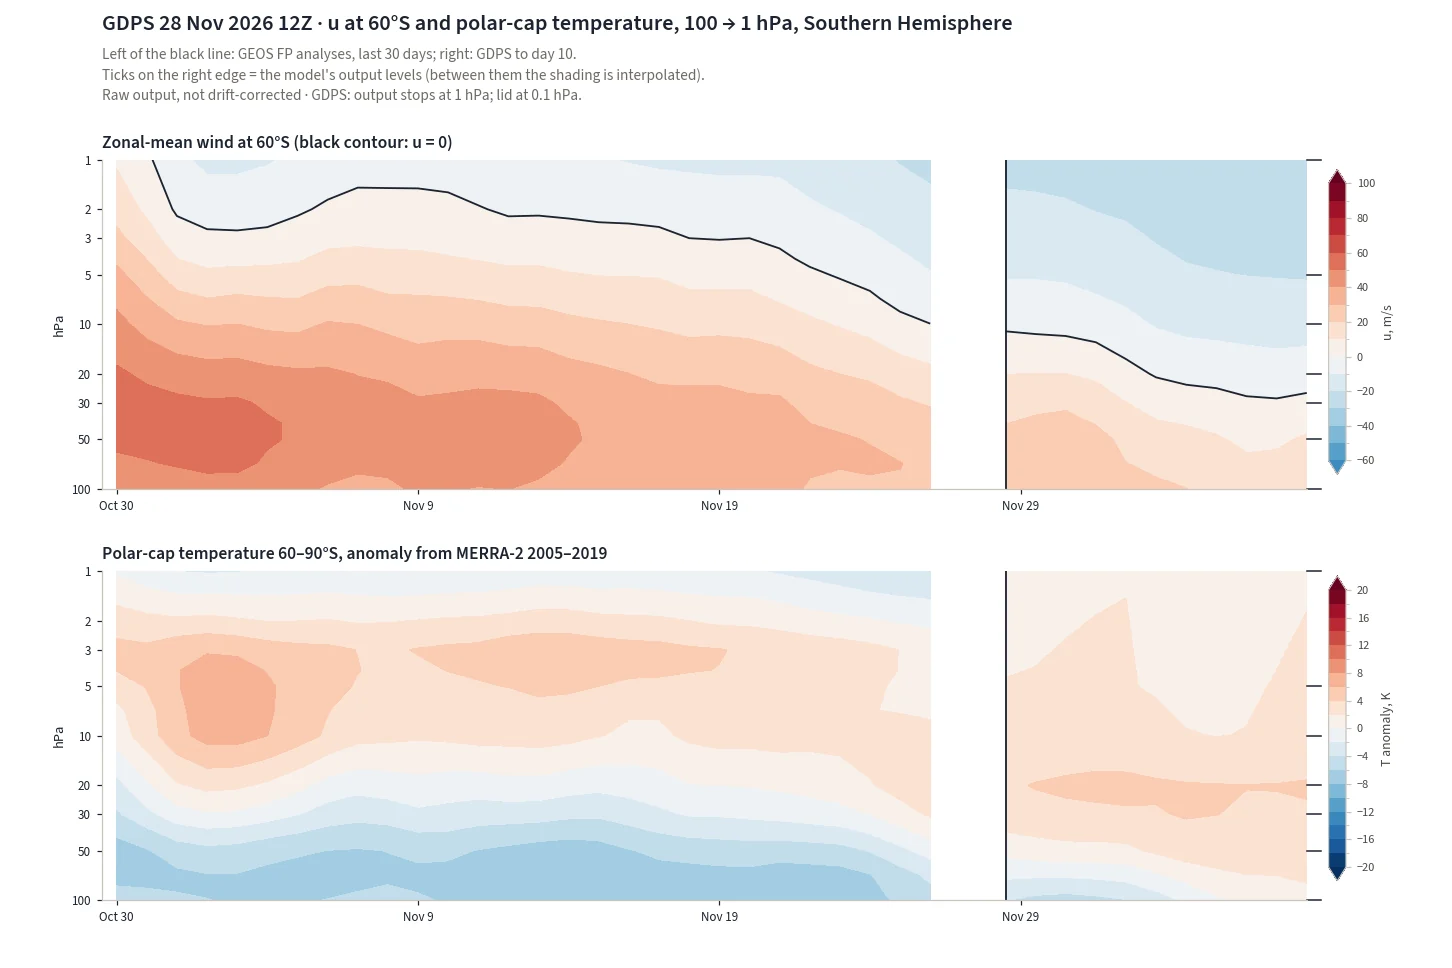 GDPS 28 Nov 2026 12Z · u at 60°S and polar-cap temperature, 100 → 1 hPa, Southern Hemisphere
Left of the black line: GEOS FP analyses, last 30 days; right: GDPS to day 10.
Ticks on the right edge = the model's output levels (between them the shading is interpolated).
Raw output, not drift-corrected · GDPS: output stops at 1 hPa; lid at 0.1 hPa.
Zonal-mean wind at 60°S (black contour: u = 0)
1
2
3
5
10
20
30
50
100
hPa
Oct 30
Nov 9
Nov 19
Nov 29
100
80
60
40
20
0
−20
−40
−60
u, m/s
Polar-cap temperature 60–90°S, anomaly from MERRA-2 2005–2019
1
2
3
5
10
20
30
50
100
hPa
Oct 30
Nov 9
Nov 19
Nov 29
20
16
12
8
4
0
−4
−8
−12
−16
−20
T anomaly, K